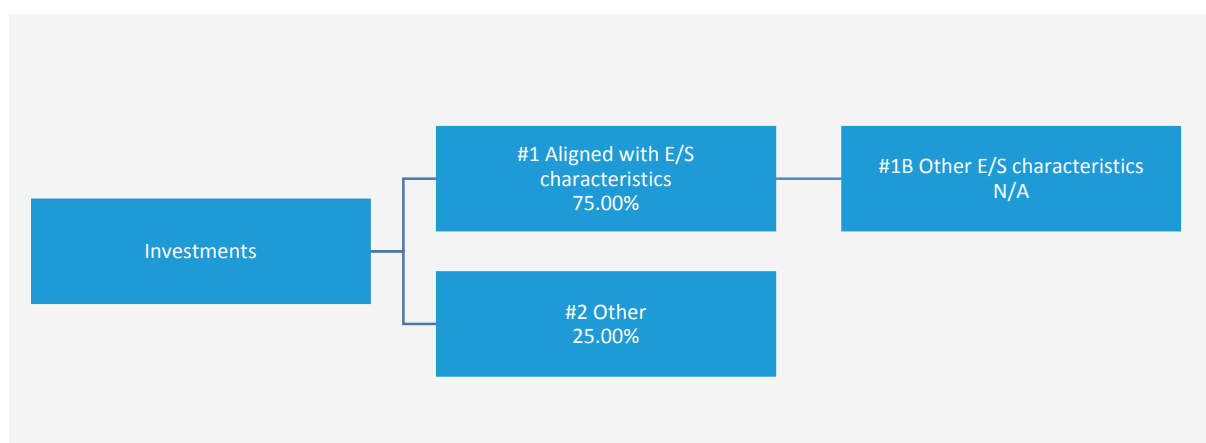 Investments
#1 Aligned with E/S
characteristics
75.00%
#1B Other E/S characteristics
N/A
#2 Other
25.00%